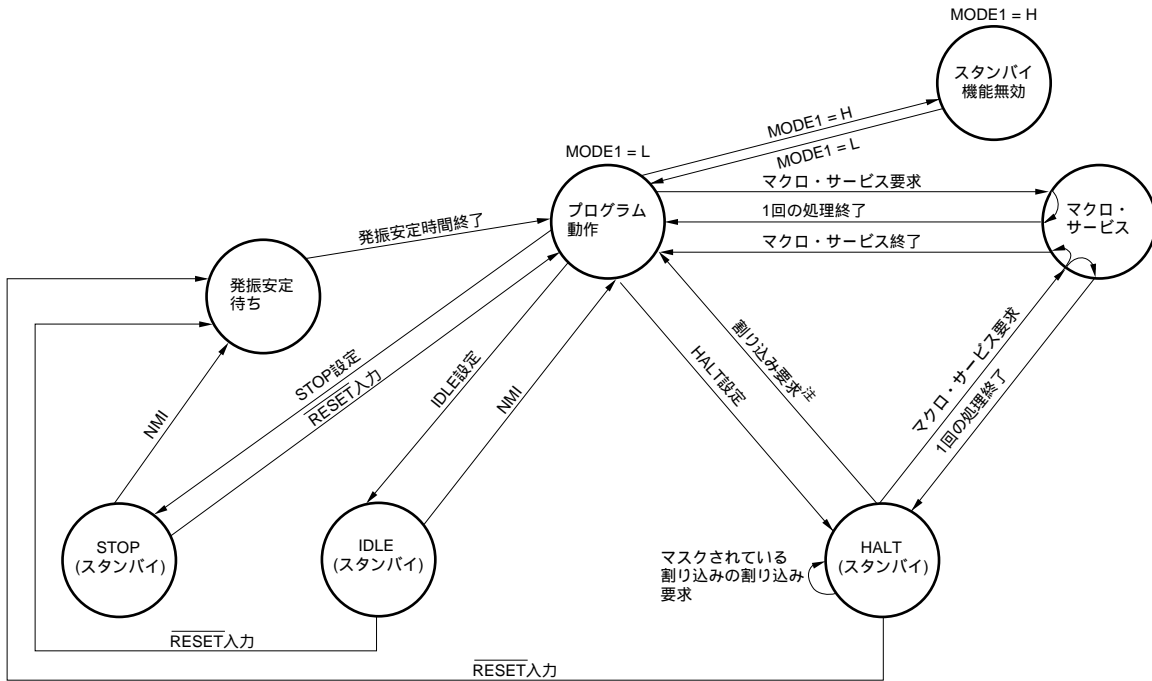 MODE1 = H
スタンバイ
機能無効
MODE1 = H
MODE1 = L
MODE1 = L
プログラム
動作
マクロ・サービス要求
1回の処理終了
マクロ・サービス終了
マクロ・
サービス
発振安定時間終了
発振安定
待ち
STOP設定
RESET入力
IDLE設定
NMI
NMI
HALT設定
割り込み要求注
マクロ・サービス要求
1回の処理終了
STOP
(スタンバイ)
IDLE
(スタンバイ)
HALT
(スタンバイ)
マスクされている
割り込みの割り込み
要求
RESET入力
RESET入力